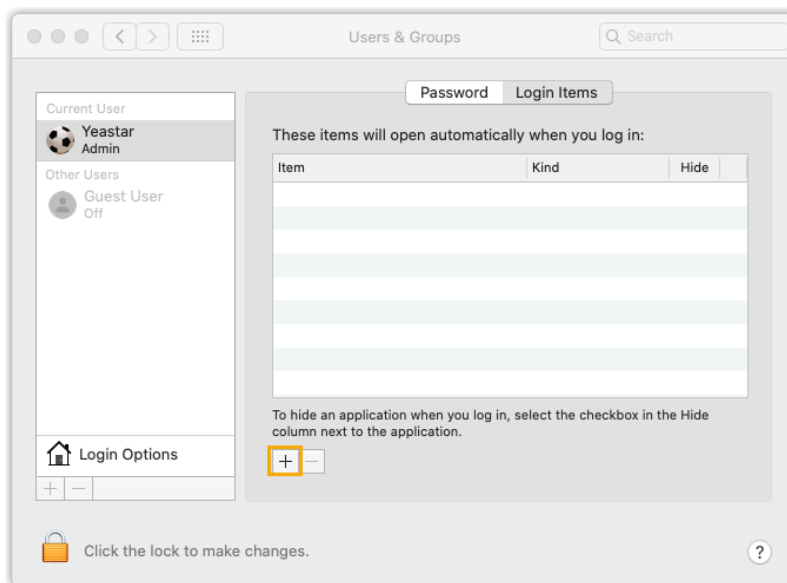 Users & Groups
Search
Password
Login Items
Current User
Yeastar
Admin
Other Users
Guest User
Off
Login Options
+
−
These items will open automatically when you log in:
Item
Kind
Hide
To hide an application when you log in, select the checkbox in the Hide
column next to the application.
+
−
Click the lock to make changes.
?